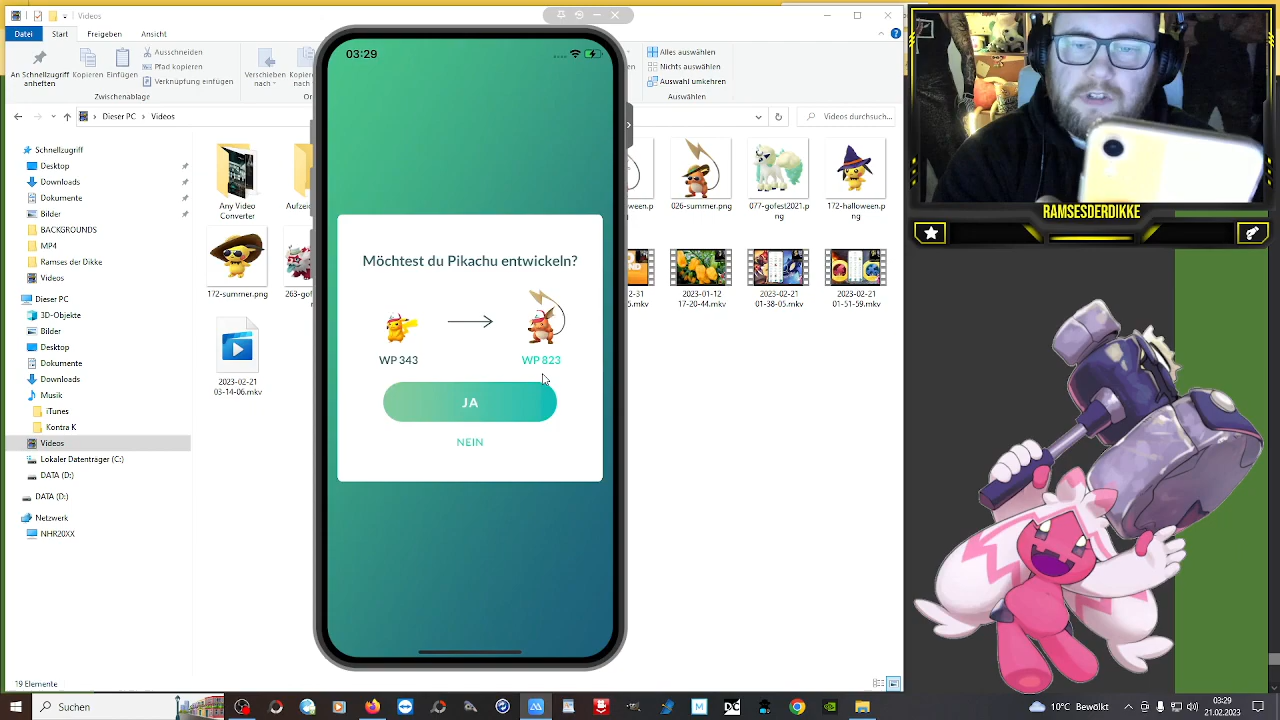 Videos
Datei
Start
Freigeben
Ansicht
An Schnellzugriff
Kopieren
Einfügen
Ausschneiden
Pfad kopieren
Verknüpfung einfügen
Zwischenablage
Verschieben
nach
Kopieren
nach
Alles auswählen
Nichts auswählen
Auswahl umkehren
Auswählen
Dieser PC
Videos
Videos durchsuch...
Schnellzugriff
Desktop
Downloads
Dokumente
Bilder
BACKGROUNDS
MM
Ramses der Dikke
Videos
Dieser PC
3D-Objekte
Bilder
Desktop
Dokumente
Downloads
Musik
iTunes
Kontra K
Videos
Lokaler Datenträger (C:)
DATA (D:)
DATA (D:)
Netzwerk
NHR20XX
Any Video
Converter
172-summer.png
2023-02-21
03-14-06.mkv
026-summer.png
077-gofest2021.p
ng
172-halloween.p
ng
2023-01-12
17-20-44.mkv
2023-02-21
01-38-05.mkv
2023-02-21
01-51-59.mkv
19 Elemente
03:29
Möchtest du Pikachu entwickeln?
WP 343
WP 823
JA
NEIN
RAMSESDERDIKKE
Suchen
10°C Bewölkt
03:29
21.02.2023